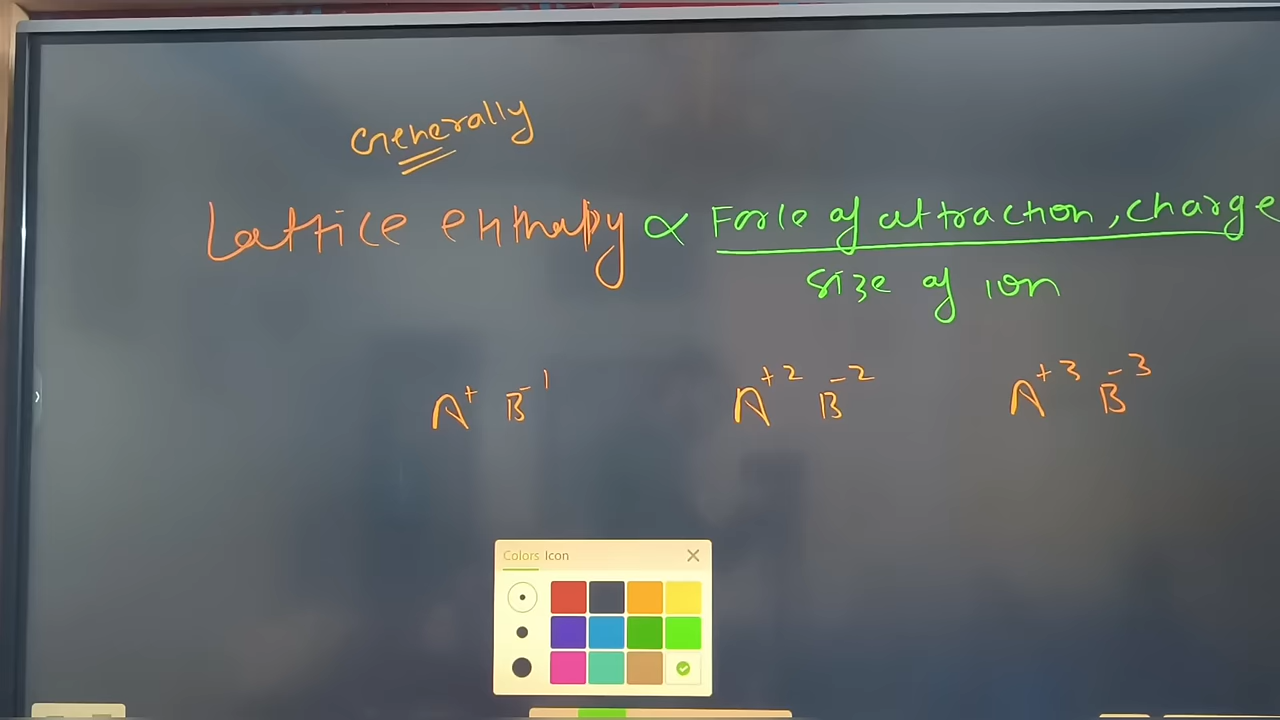 Generally
Lattice enthalpy ∝ Force of attraction, charge
size of ion
A⁺ B⁻¹ A⁺² B⁻² A⁺³ B⁻³
Colors Icon